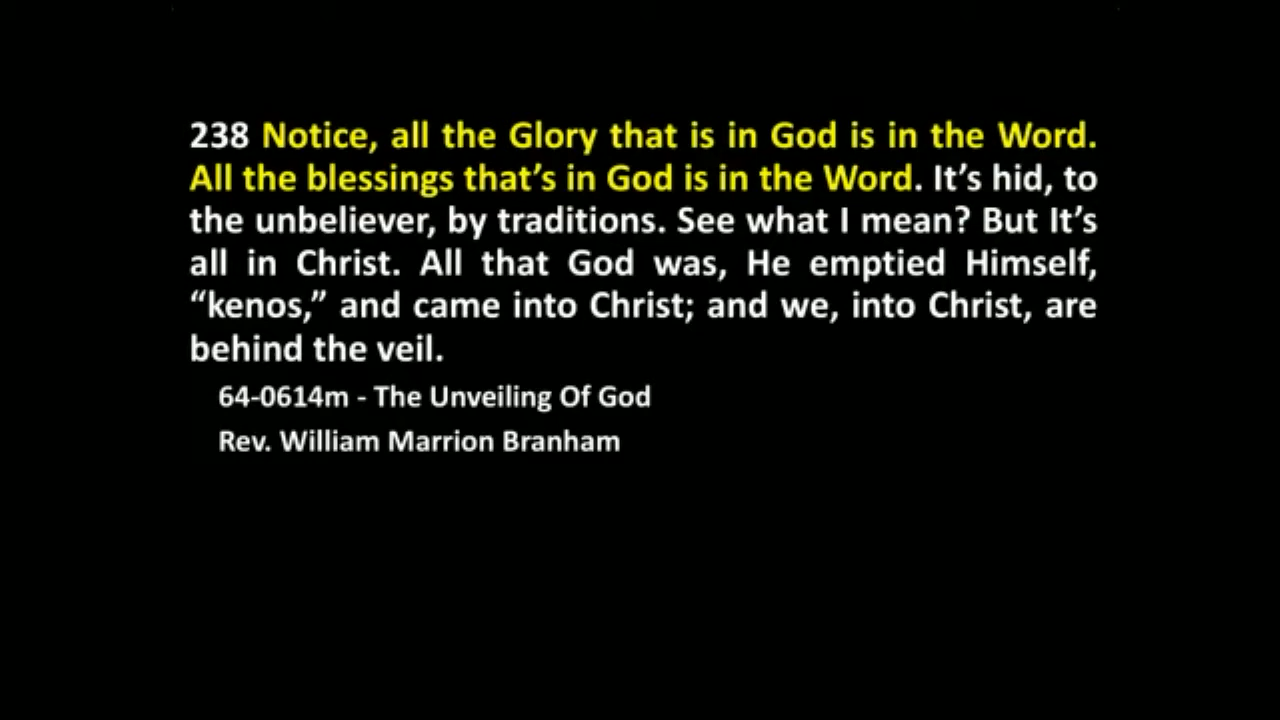 238 Notice, all the Glory that is in God is in the Word.
All the blessings that’s in God is in the Word. It’s hid, to
the unbeliever, by traditions. See what I mean? But It’s
all in Christ. All that God was, He emptied Himself,
“kenos,” and came into Christ; and we, into Christ, are
behind the veil.
64-0614m - The Unveiling Of God
Rev. William Marrion Branham